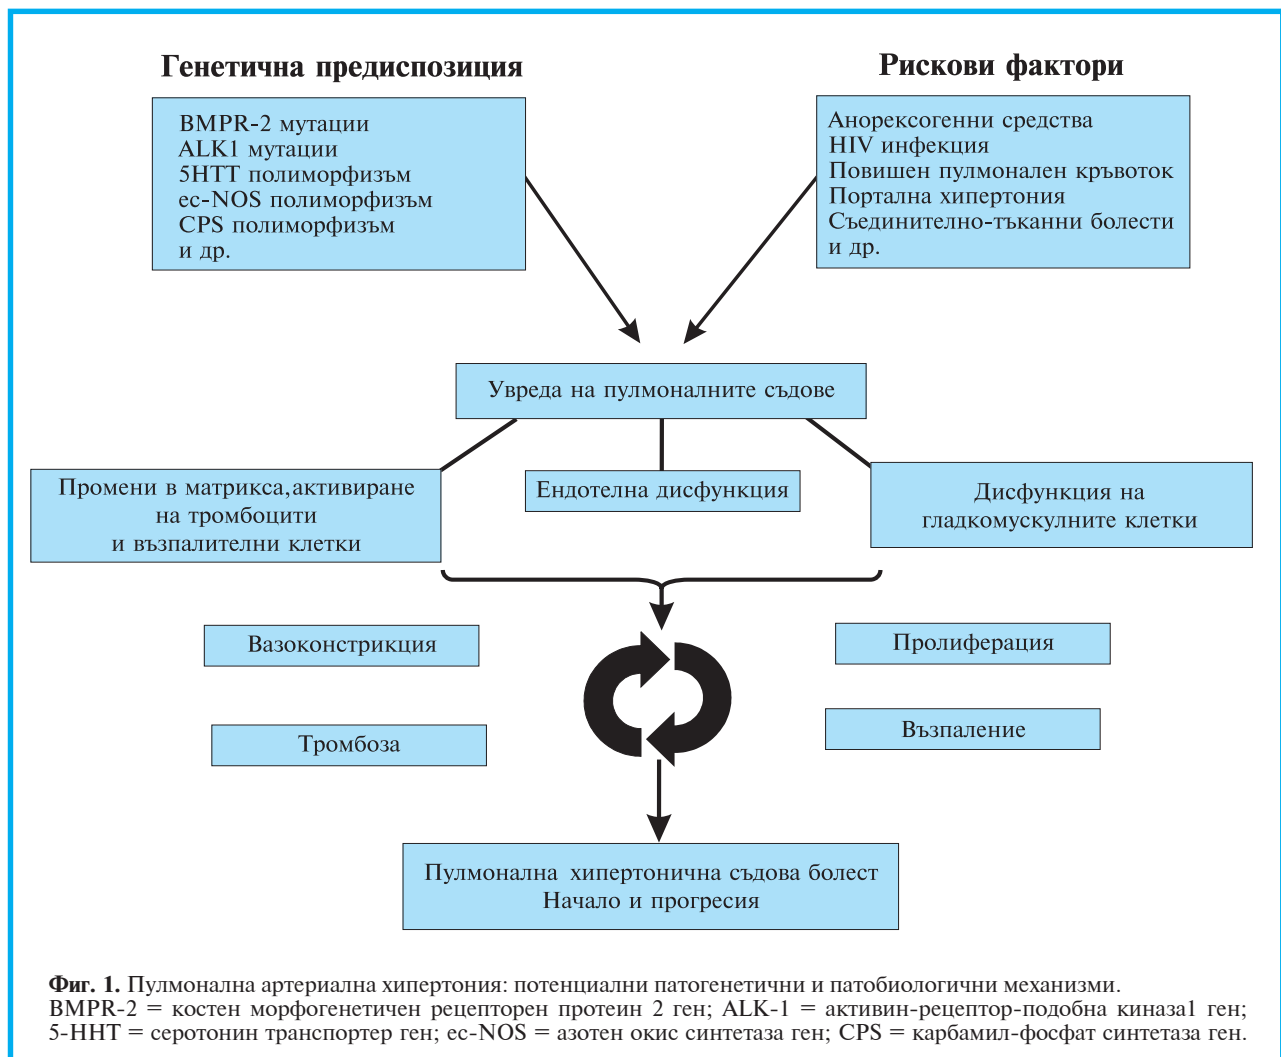 Генетична предиспозиция
BMPR-2 мутации
ALK1 мутации
5HTT полиморфизъм
ec-NOS полиморфизъм
CPS полиморфизъм
и др.
Рискови фактори
Анорексогенни средства
HIV инфекция
Повишен пулмонален кръвоток
Портална хипертония
Съединително-тъканни болести
и др.
Увреда на пулмоналните съдове
Промени в матрикса,активиране
на тромбоцити
и възпалителни клетки
Ендотелна дисфункция
Дисфункция на
гладкомускулните клетки
Вазоконстрикция
Пролиферация
Тромбоза
Възпаление
Пулмонална хипертонична съдова болест
Начало и прогресия
Фиг. 1. Пулмонална артериална хипертония: потенциални патогенетични и патобиологични механизми.
BMPR-2 = костен морфогенетичен рецепторен протеин 2 ген; ALK-1 = активин-рецептор-подобна киназа1 ген;
5-HHT = серотонин транспортер ген; ec-NOS = азотен окис синтетаза ген; CPS = карбамил-фосфат синтетаза ген.